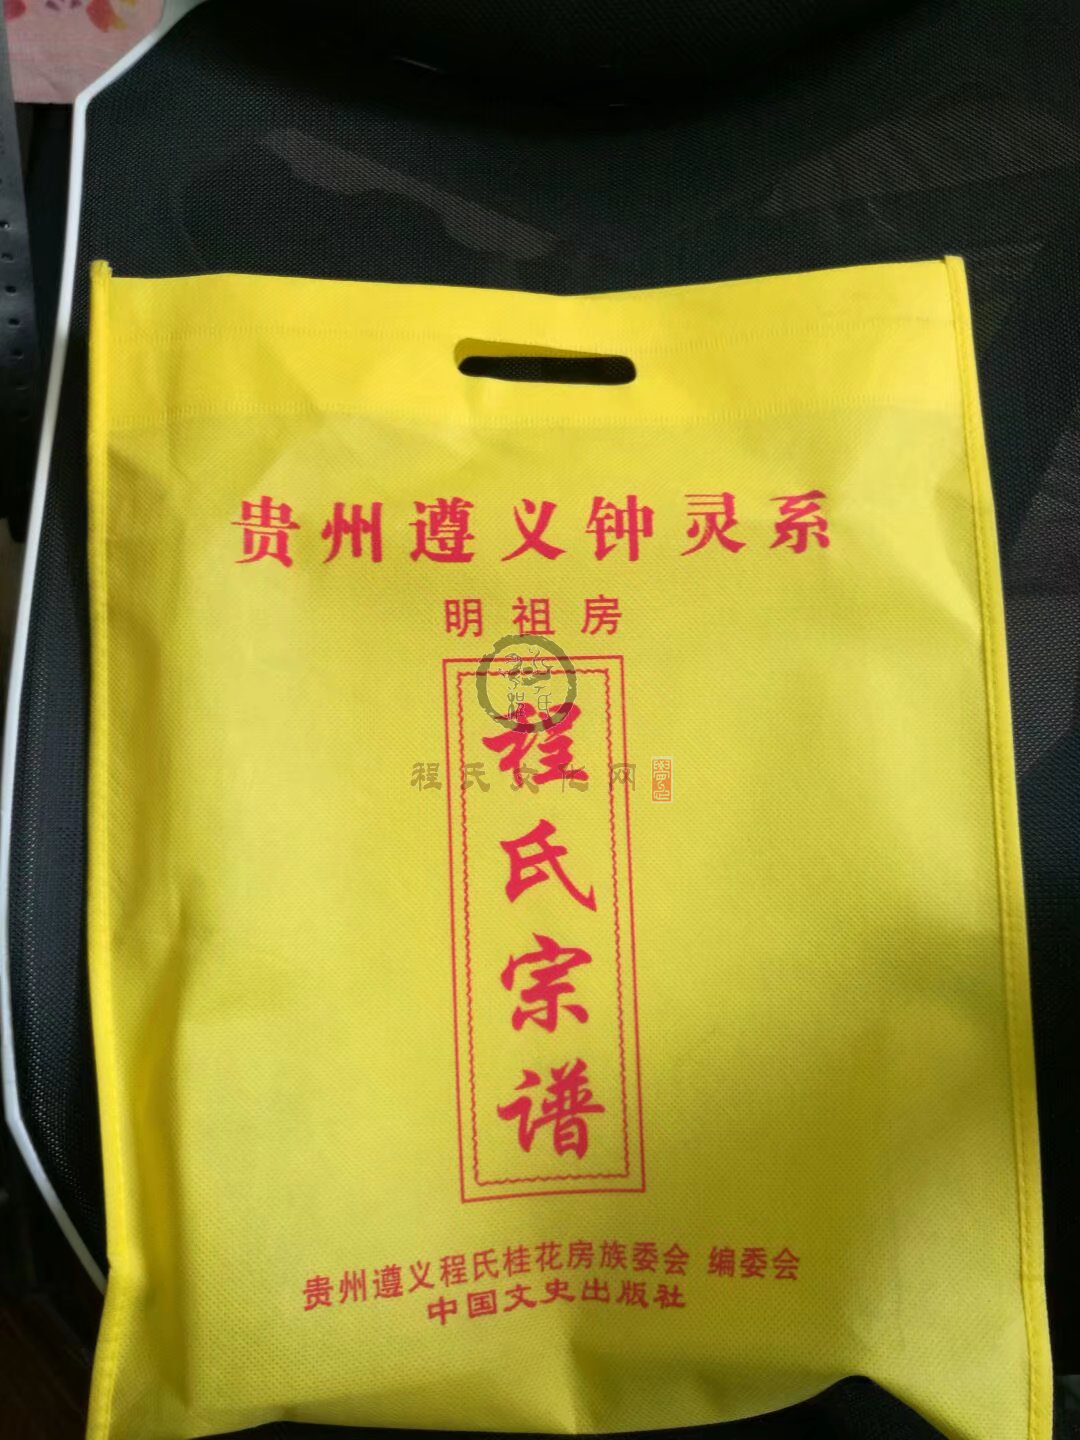 贵州遵义钟灵系
明祖房
程氏宗谱
程氏文化网
贵州遵义程氏桂花房族委会 编委会
中国文史出版社